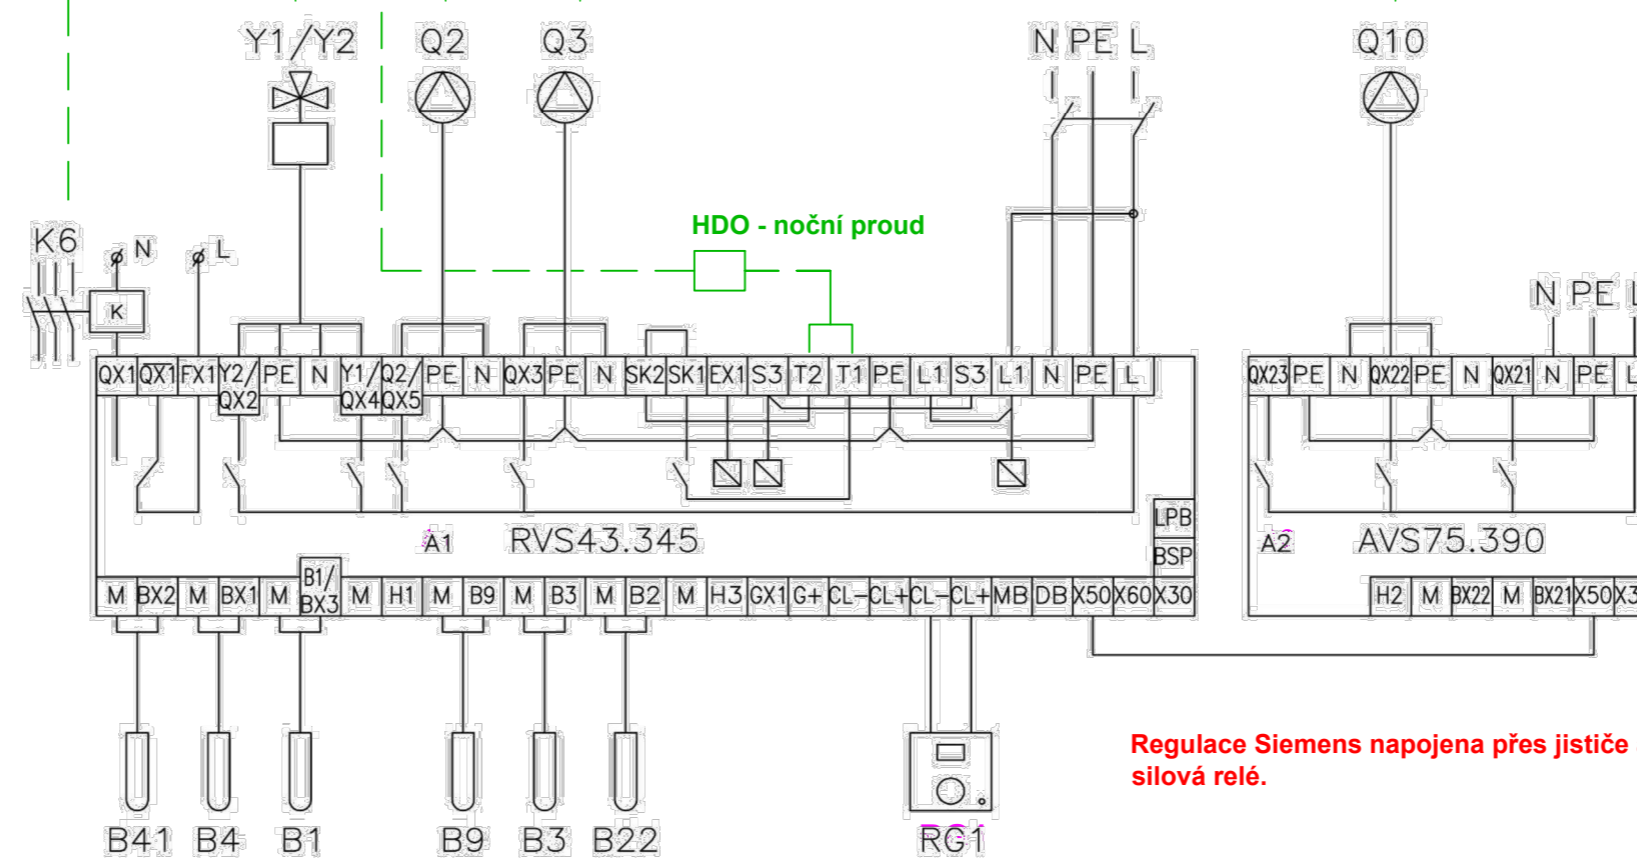 Y1/Y2 Q2 Q3 N PE L Q10
HDO - noční proud
K6 N L
K
N PE L
QX1 QX1 FX1 Y2/QX2 PE N Y1/QX4 Q2/QX5 PE N QX3 PE N SK2 SK1 EX1 S3 T2 T1 PE L1 S3 L1 N PE L
QX23 PE N QX22 PE N QX21 N PE L
LPB
A1 RVS43.345 A2 AVS75.390
BSP
M BX2 M BX1 M B1/BX3 M H1 M B9 M B3 M B2 M H3 GX1 G+ CL- CL+ CL- CL+ MB DB X50 X60 X30
H2 M BX22 M BX21 X50 X3
Regulace Siemens napojena přes jističe
silová relé.
B41 B4 B1 B9 B3 B22 RG1